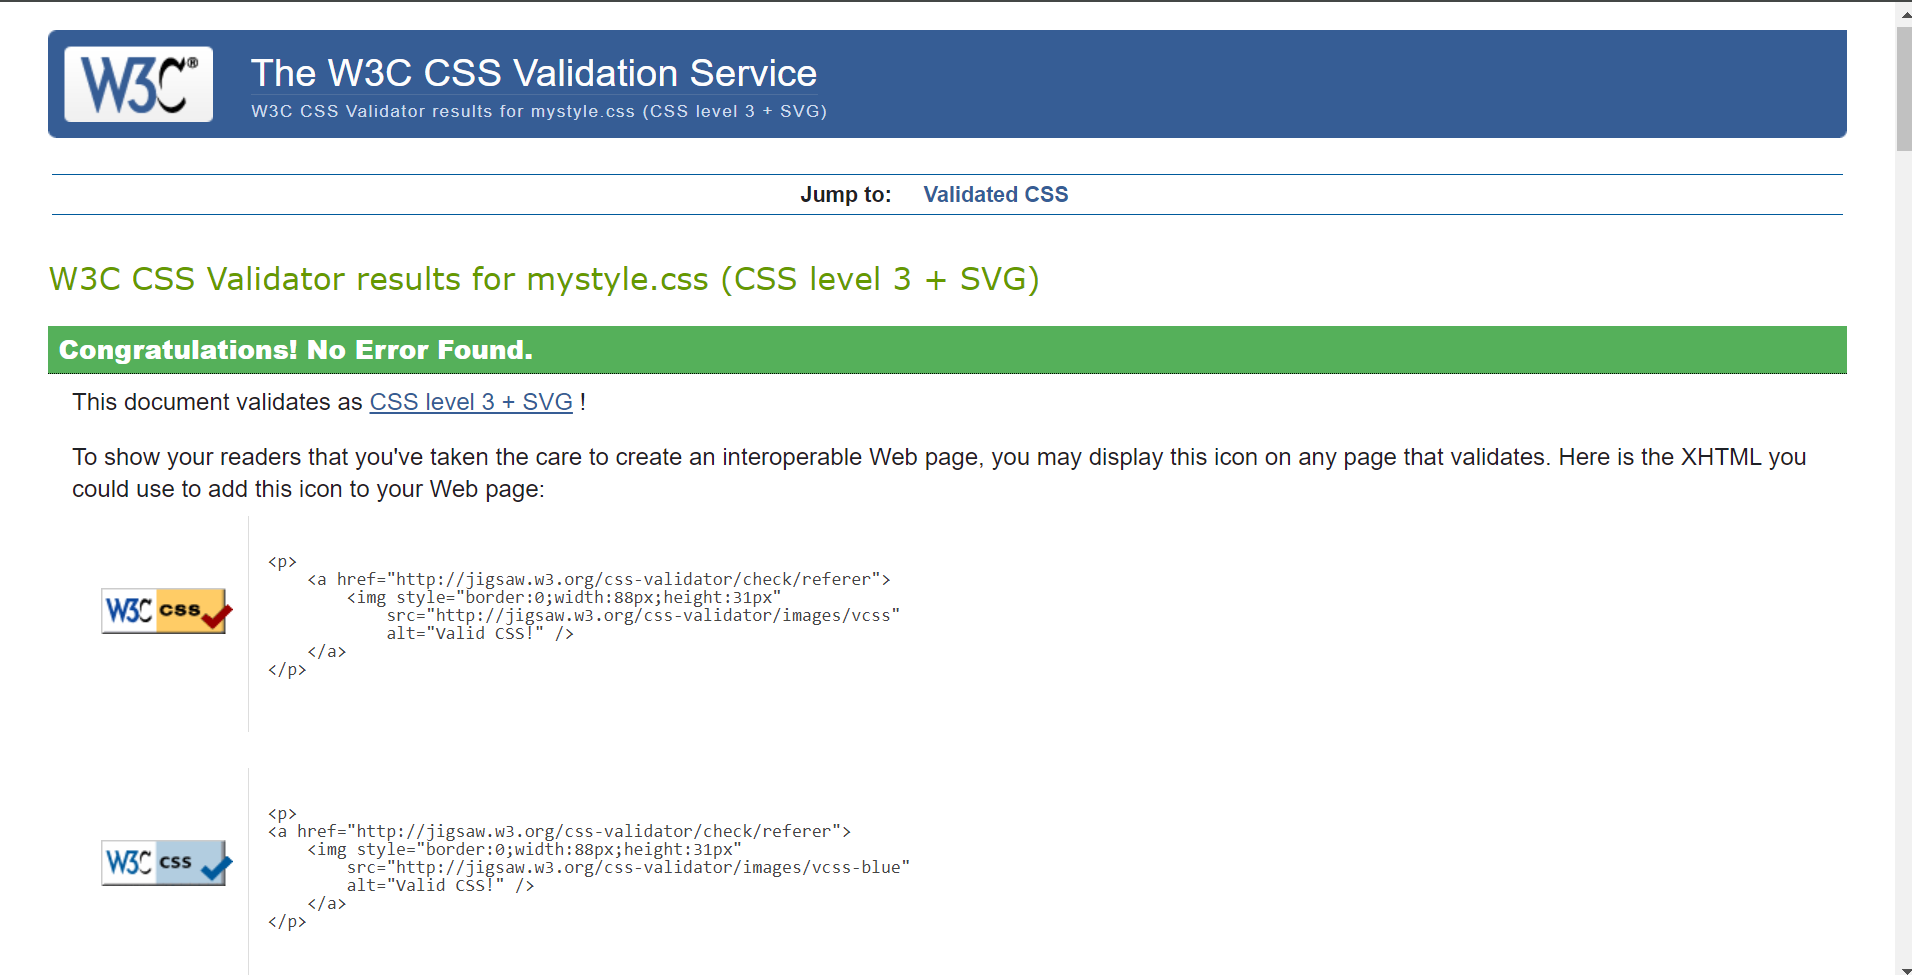 W3C®
The W3C CSS Validation Service
W3C CSS Validator results for mystyle.css (CSS level 3 + SVG)
Jump to: Validated CSS
W3C CSS Validator results for mystyle.css (CSS level 3 + SVG)
Congratulations! No Error Found.
This document validates as CSS level 3 + SVG !
To show your readers that you've taken the care to create an interoperable Web page, you may display this icon on any page that validates. Here is the XHTML you
could use to add this icon to your Web page:
W3C css
<p>
    <a href="http://jigsaw.w3.org/css-validator/check/referer">
        <img style="border:0;width:88px;height:31px"
            src="http://jigsaw.w3.org/css-validator/images/vcss"
            alt="Valid CSS!" />
    </a>
</p>
W3C css
<p>
<a href="http://jigsaw.w3.org/css-validator/check/referer">
    <img style="border:0;width:88px;height:31px"
        src="http://jigsaw.w3.org/css-validator/images/vcss-blue"
        alt="Valid CSS!" />
    </a>
</p>